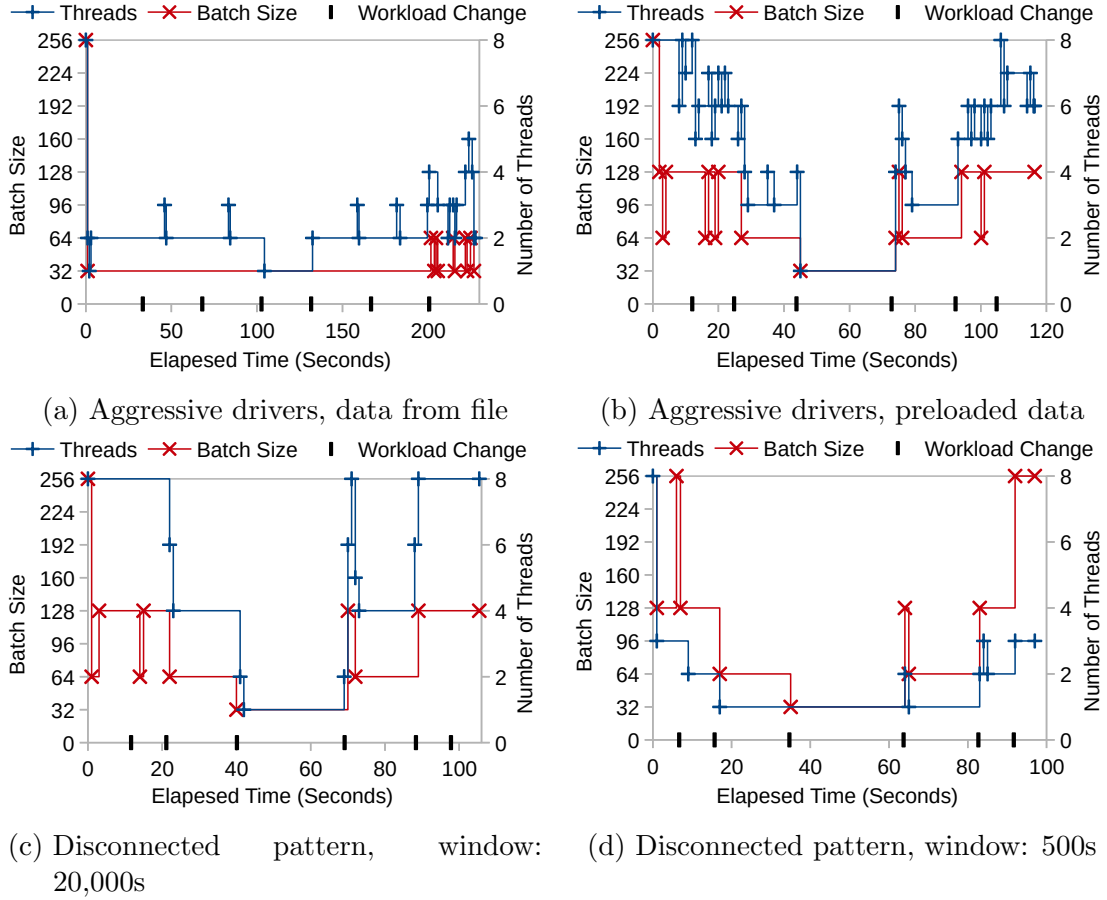 Threads Batch Size Workload Change
Threads Batch Size Workload Change
256
224
192
160
128
96
64
32
0
8
6
4
2
0
Batch Size
Number of Threads
0 50 100 150 200
Elapesed Time (Seconds)
256
224
192
160
128
96
64
32
0
8
6
4
2
0
Batch Size
Number of Threads
0 20 40 60 80 100 120
Elapesed Time (Seconds)
(a) Aggressive drivers, data from file
(b) Aggressive drivers, preloaded data
Threads Batch Size Workload Change
Threads Batch Size Workload Change
256
224
192
160
128
96
64
32
0
8
6
4
2
0
Batch Size
Number of Threads
0 20 40 60 80 100
Elapesed Time (Seconds)
256
224
192
160
128
96
64
32
0
8
6
4
2
0
Batch Size
Number of Threads
0 20 40 60 80 100
Elapesed Time (Seconds)
(c) Disconnected pattern, window:
20,000s
(d) Disconnected pattern, window: 500s